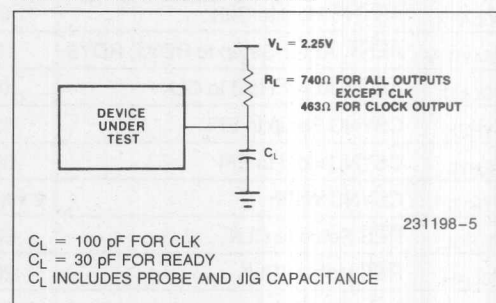 V_L = 2.25V
R_L = 740Ω FOR ALL OUTPUTS
EXCEPT CLK
463Ω FOR CLOCK OUTPUT
DEVICE
UNDER
TEST
C_L
231198–5
C_L = 100 pF FOR CLK
C_L = 30 pF FOR READY
C_L INCLUDES PROBE AND JIG CAPACITANCE